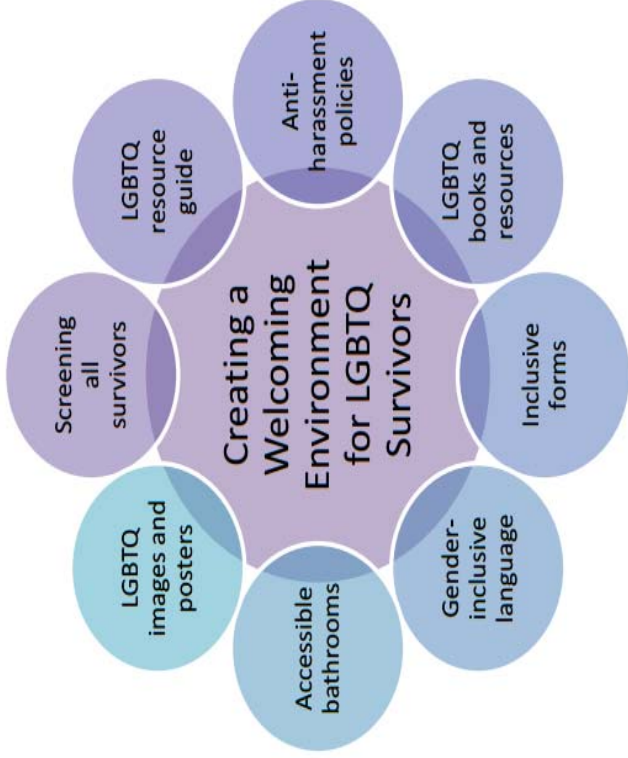 Creating a
Welcoming
Environment
for LGBTQ
Survivors
Screening
all
survivors
LGBTQ
resource
guide
Anti-
harassment
policies
LGBTQ
books and
resources
Inclusive
forms
Gender-
inclusive
language
Accessible
bathrooms
LGBTQ
images and
posters